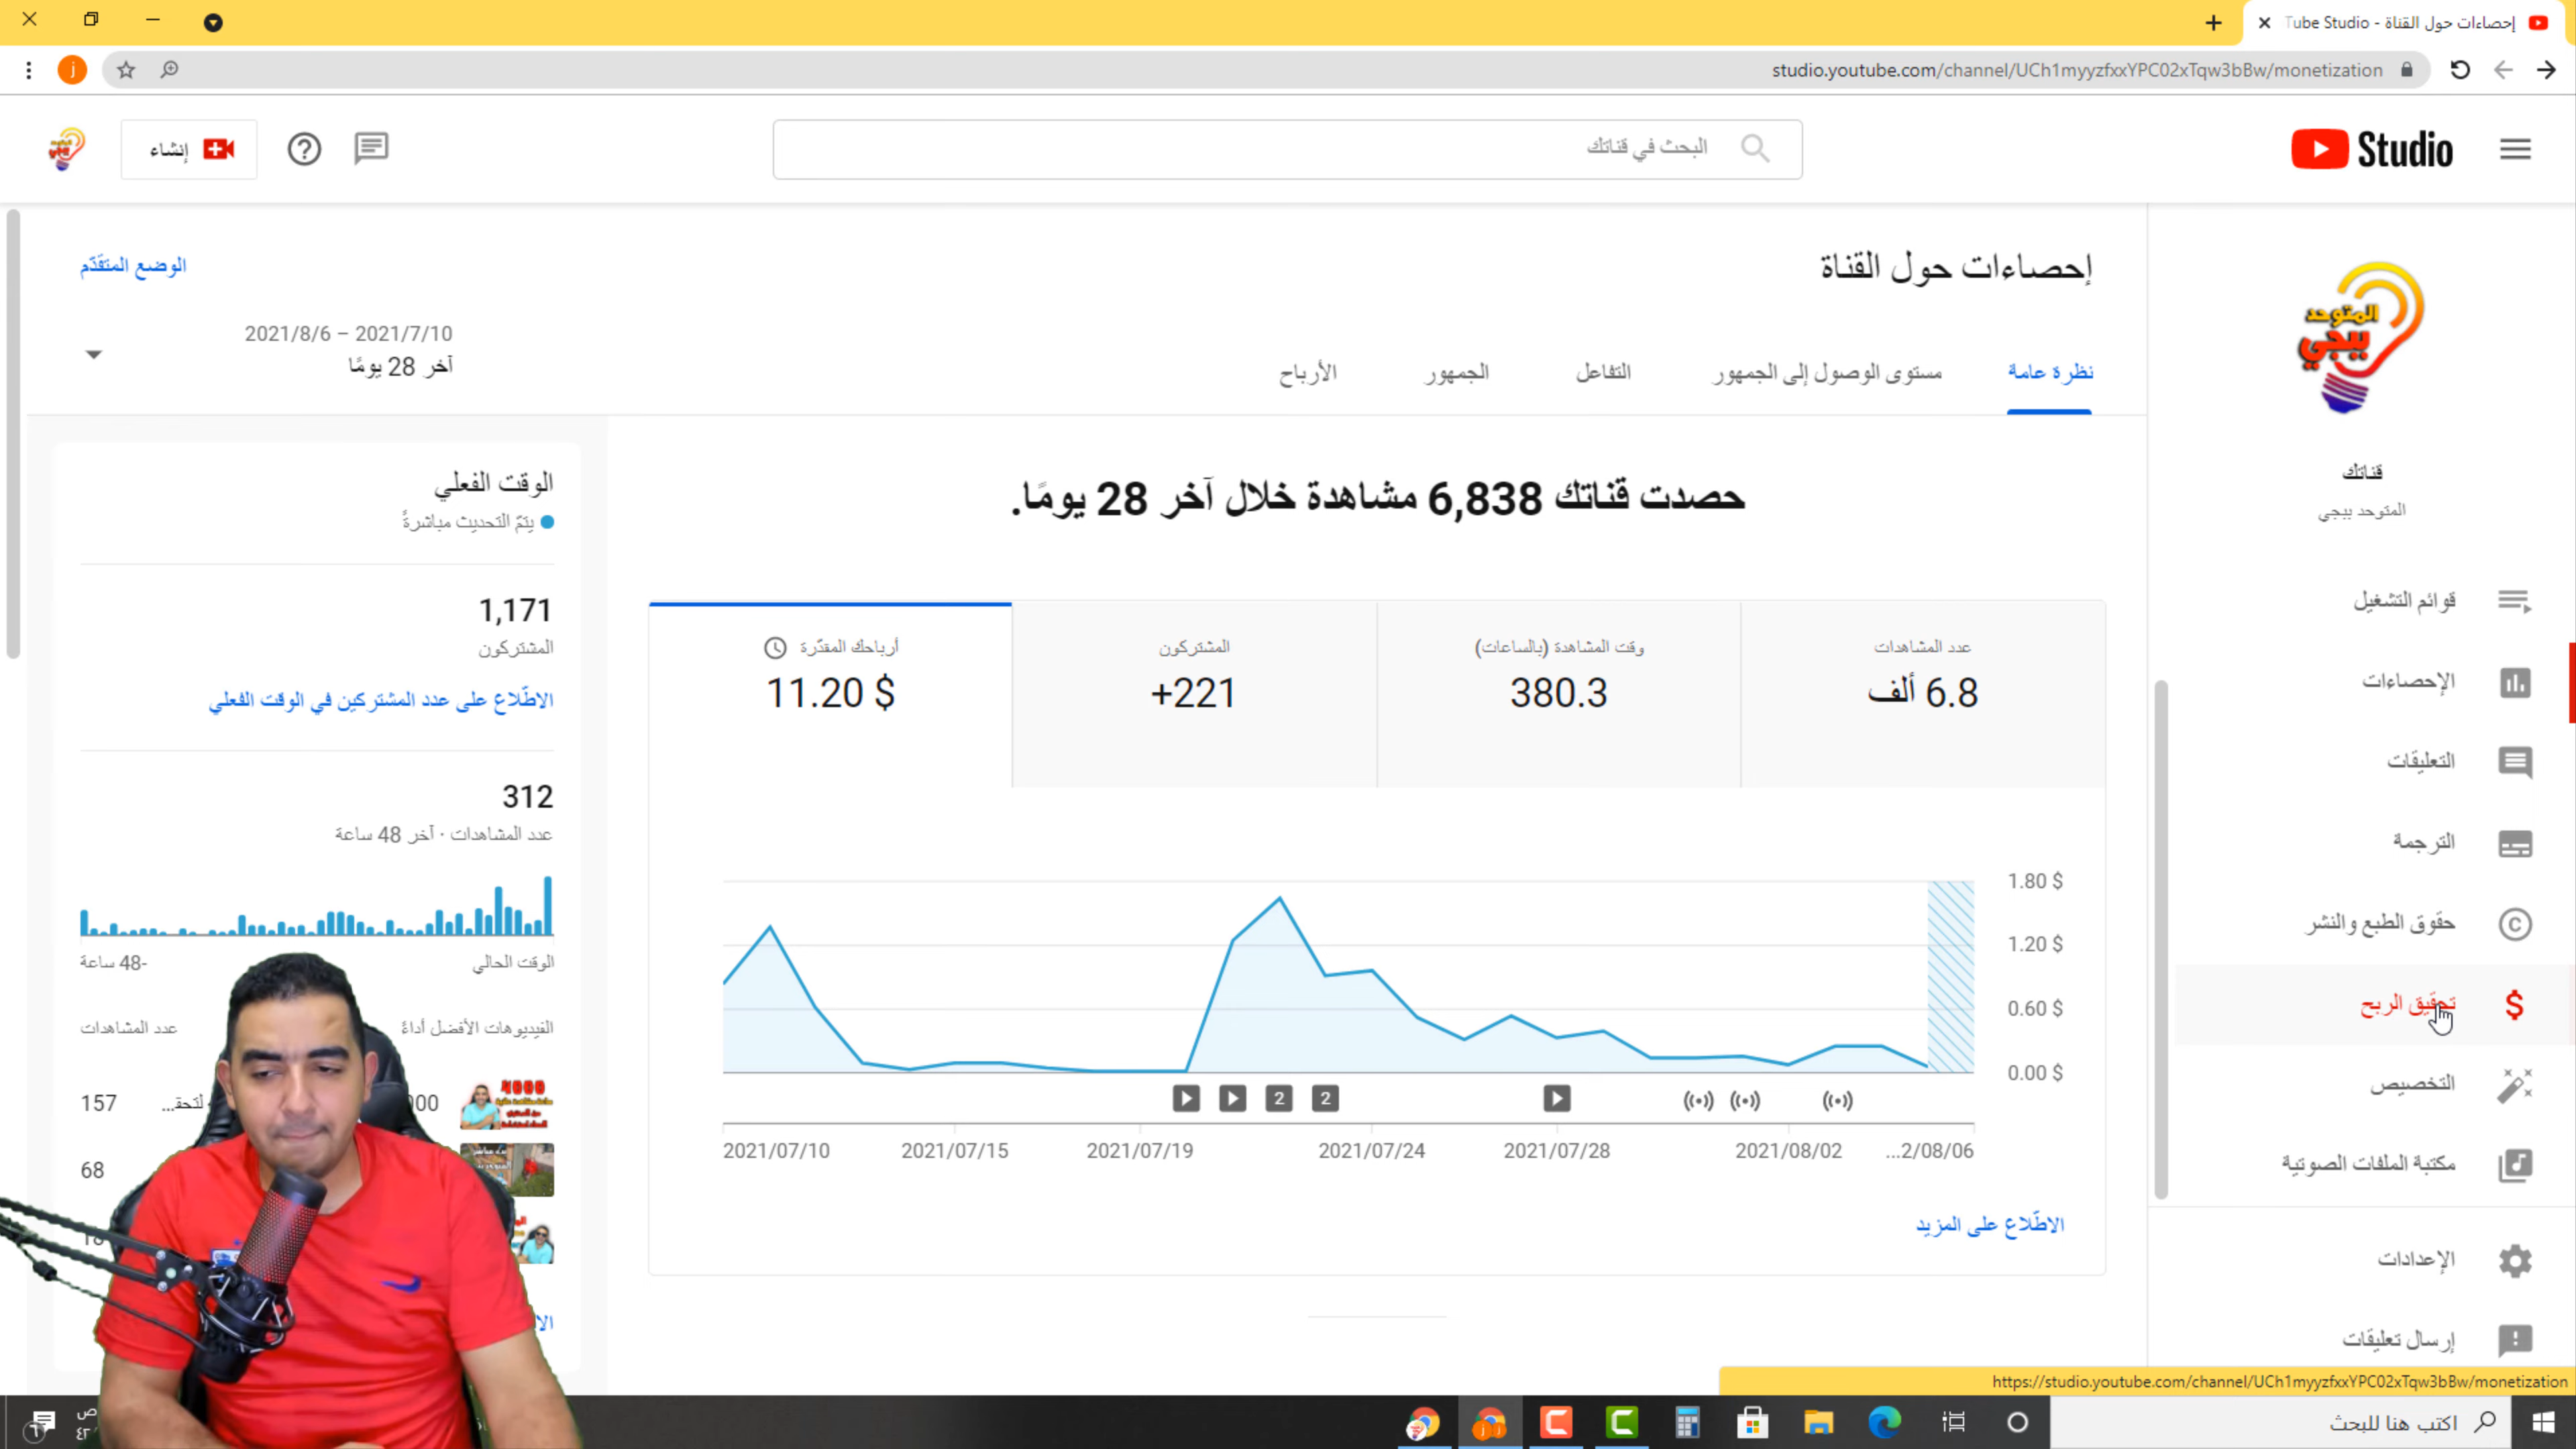 إحصاءات حول القناة - Tube Studio
studio.youtube.com/channel/UCh1myyzfxxYPC02xTqw3bBw/monetization
j
Studio
البحث في قناتك
إنشاء
المتوحد
بيجي
قناتك
المتوحد بيجي
قوائم التشغيل
الإحصاءات
التعليقات
الترجمة
حقوق الطبع والنشر
تحقيق الربح
التخصيص
مكتبة الملفات الصوتية
الإعدادات
إرسال تعليقات
إحصاءات حول القناة
الوضع المتقدّم
2021/8/6 – 2021/7/10
آخر 28 يومًا
نظرة عامة
مستوى الوصول إلى الجمهور
التفاعل
الجمهور
الأرباح
حصدت قناتك 6,838 مشاهدة خلال آخر 28 يومًا.
عدد المشاهدات
6.8 ألف
وقت المشاهدة (بالساعات)
380.3
المشتركون
+221
أرباحك المقدّرة
11.20 $
1.80 $
1.20 $
0.60 $
0.00 $
2
2
2021/07/10
2021/07/15
2021/07/19
2021/07/24
2021/07/28
2021/08/02
...2/08/06
الاطّلاع على المزيد
الوقت الفعلي
يتمّ التحديث مباشرةً
1,171
المشتركون
الاطّلاع على عدد المشتركين في الوقت الفعلي
312
عدد المشاهدات · آخر 48 ساعة
الوقت الحالي
-48 ساعة
الفيديوهات الأفضل أداءً
عدد المشاهدات
4000
157
68
https://studio.youtube.com/channel/UCh1myyzfxxYPC02xTqw3bBw/monetization
اكتب هنا للبحث